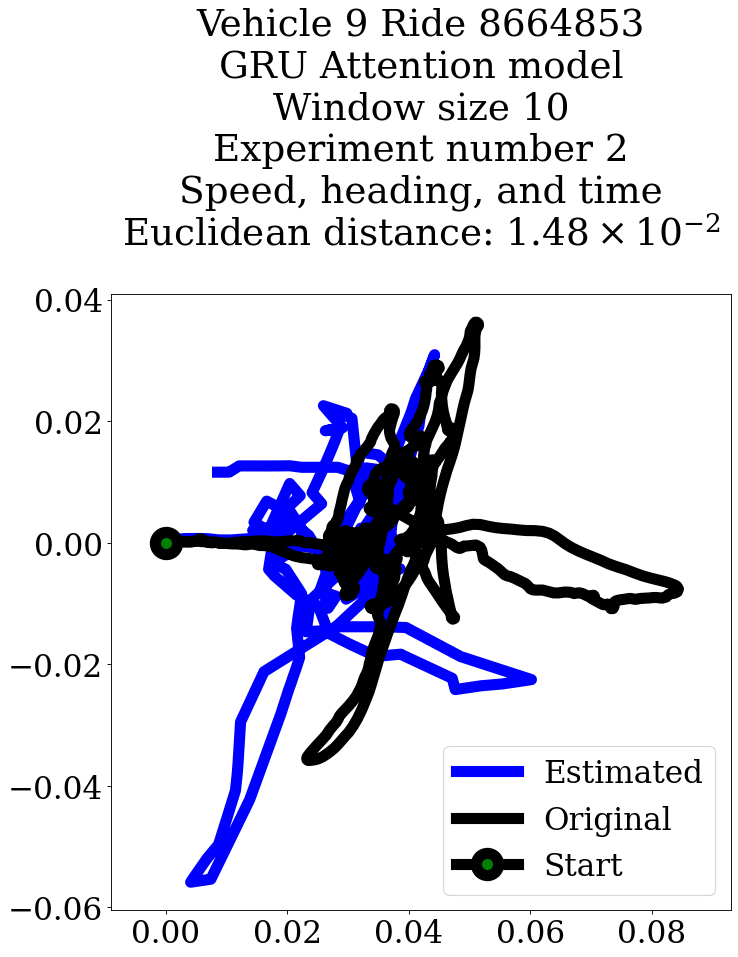 Vehicle 9 Ride 8664853
GRU Attention model
Window size 10
Experiment number 2
Speed, heading, and time
Euclidean distance: 1.48 × 10⁻²
0.04
0.02
0.00
−0.02
−0.04
−0.06
Estimated
Original
Start
0.00 0.02 0.04 0.06 0.08